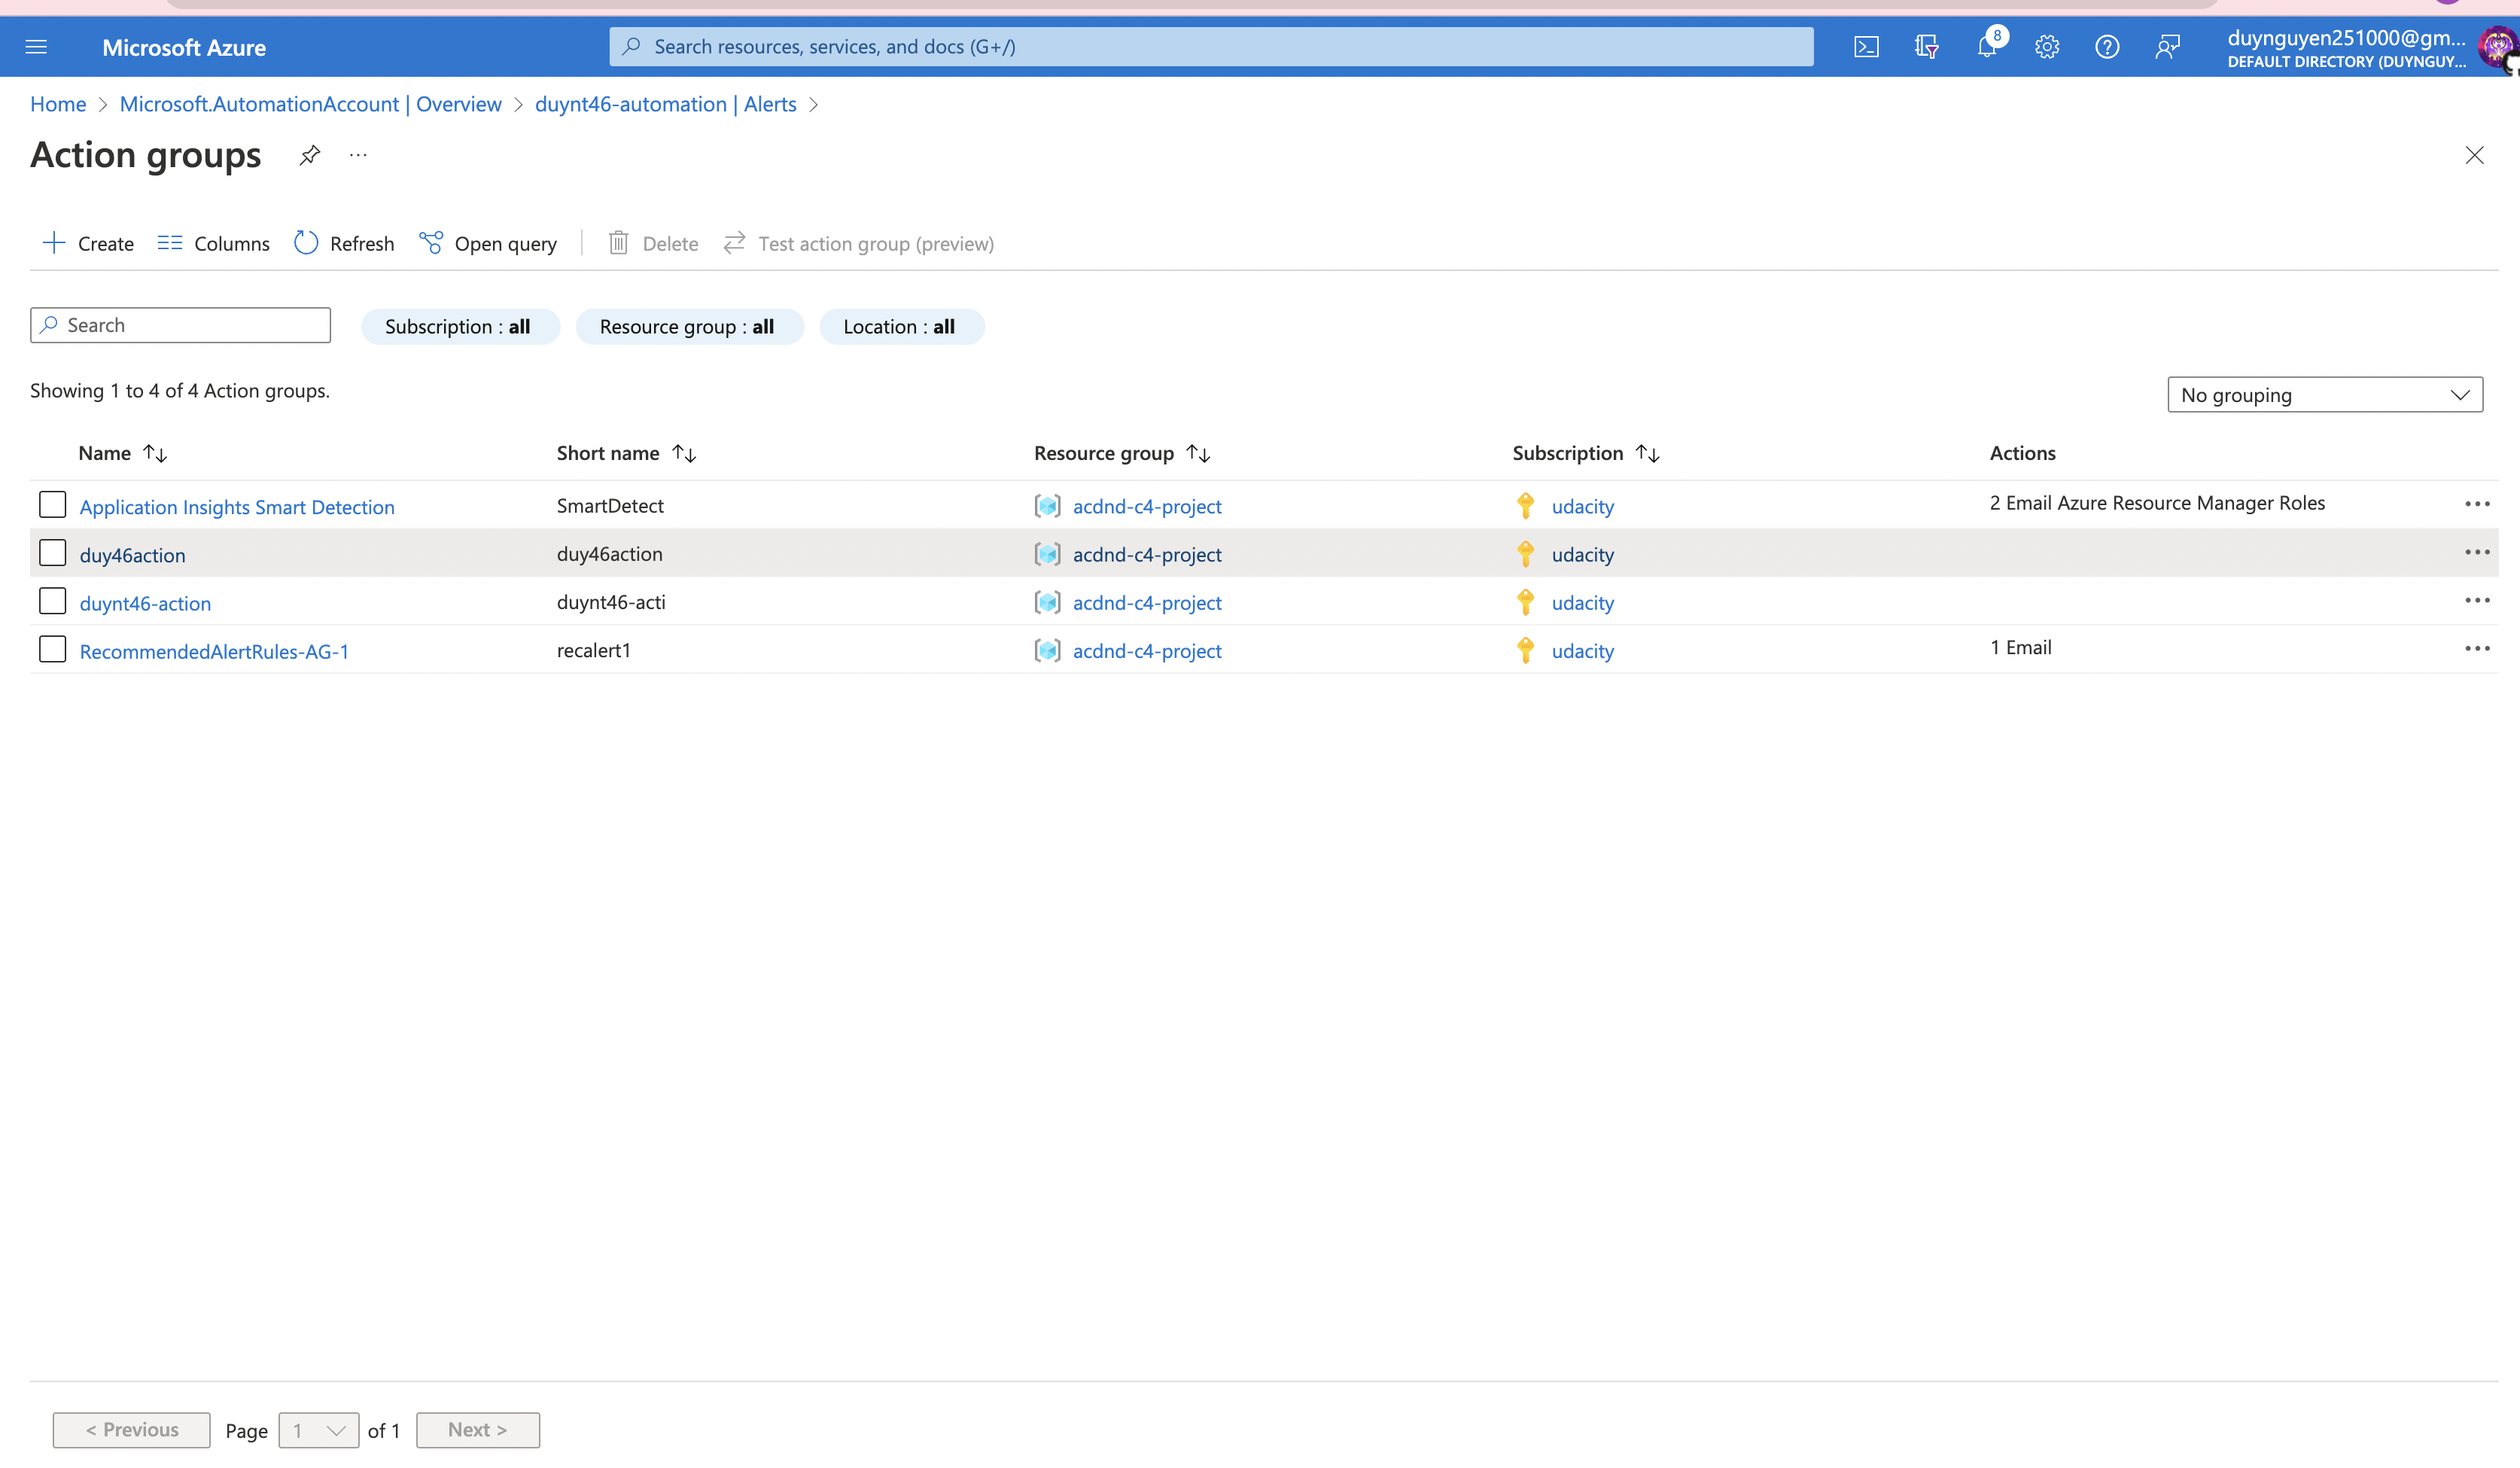 Microsoft Azure
Search resources, services, and docs (G+/)
8
duynguyen251000@gm...
DEFAULT DIRECTORY (DUYNGUY...
Home > Microsoft.AutomationAccount | Overview > duynt46-automation | Alerts >
Action groups
Create Columns Refresh Open query Delete Test action group (preview)
Search Subscription : all Resource group : all Location : all
Showing 1 to 4 of 4 Action groups. No grouping
Name Short name Resource group Subscription Actions
Application Insights Smart Detection SmartDetect acdnd-c4-project udacity 2 Email Azure Resource Manager Roles
duy46action duy46action acdnd-c4-project udacity
duynt46-action duynt46-acti acdnd-c4-project udacity
RecommendedAlertRules-AG-1 recalert1 acdnd-c4-project udacity 1 Email
< Previous Page 1 of 1 Next >